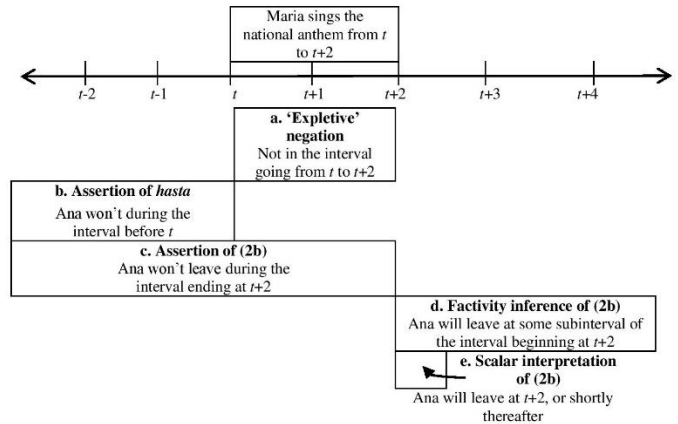 Maria sings the
national anthem from t
to t+2
t-2 t-1 t t+1 t+2 t+3 t+4
a. ‘Expletive’
negation
Not in the interval
going from t to t+2
b. Assertion of hasta
Ana won’t during the
interval before t
c. Assertion of (2b)
Ana won’t leave during the
interval ending at t+2
d. Factivity inference of (2b)
Ana will leave at some subinterval of
the interval beginning at t+2
e. Scalar interpretation
of (2b)
Ana will leave at t+2, or shortly
thereafter